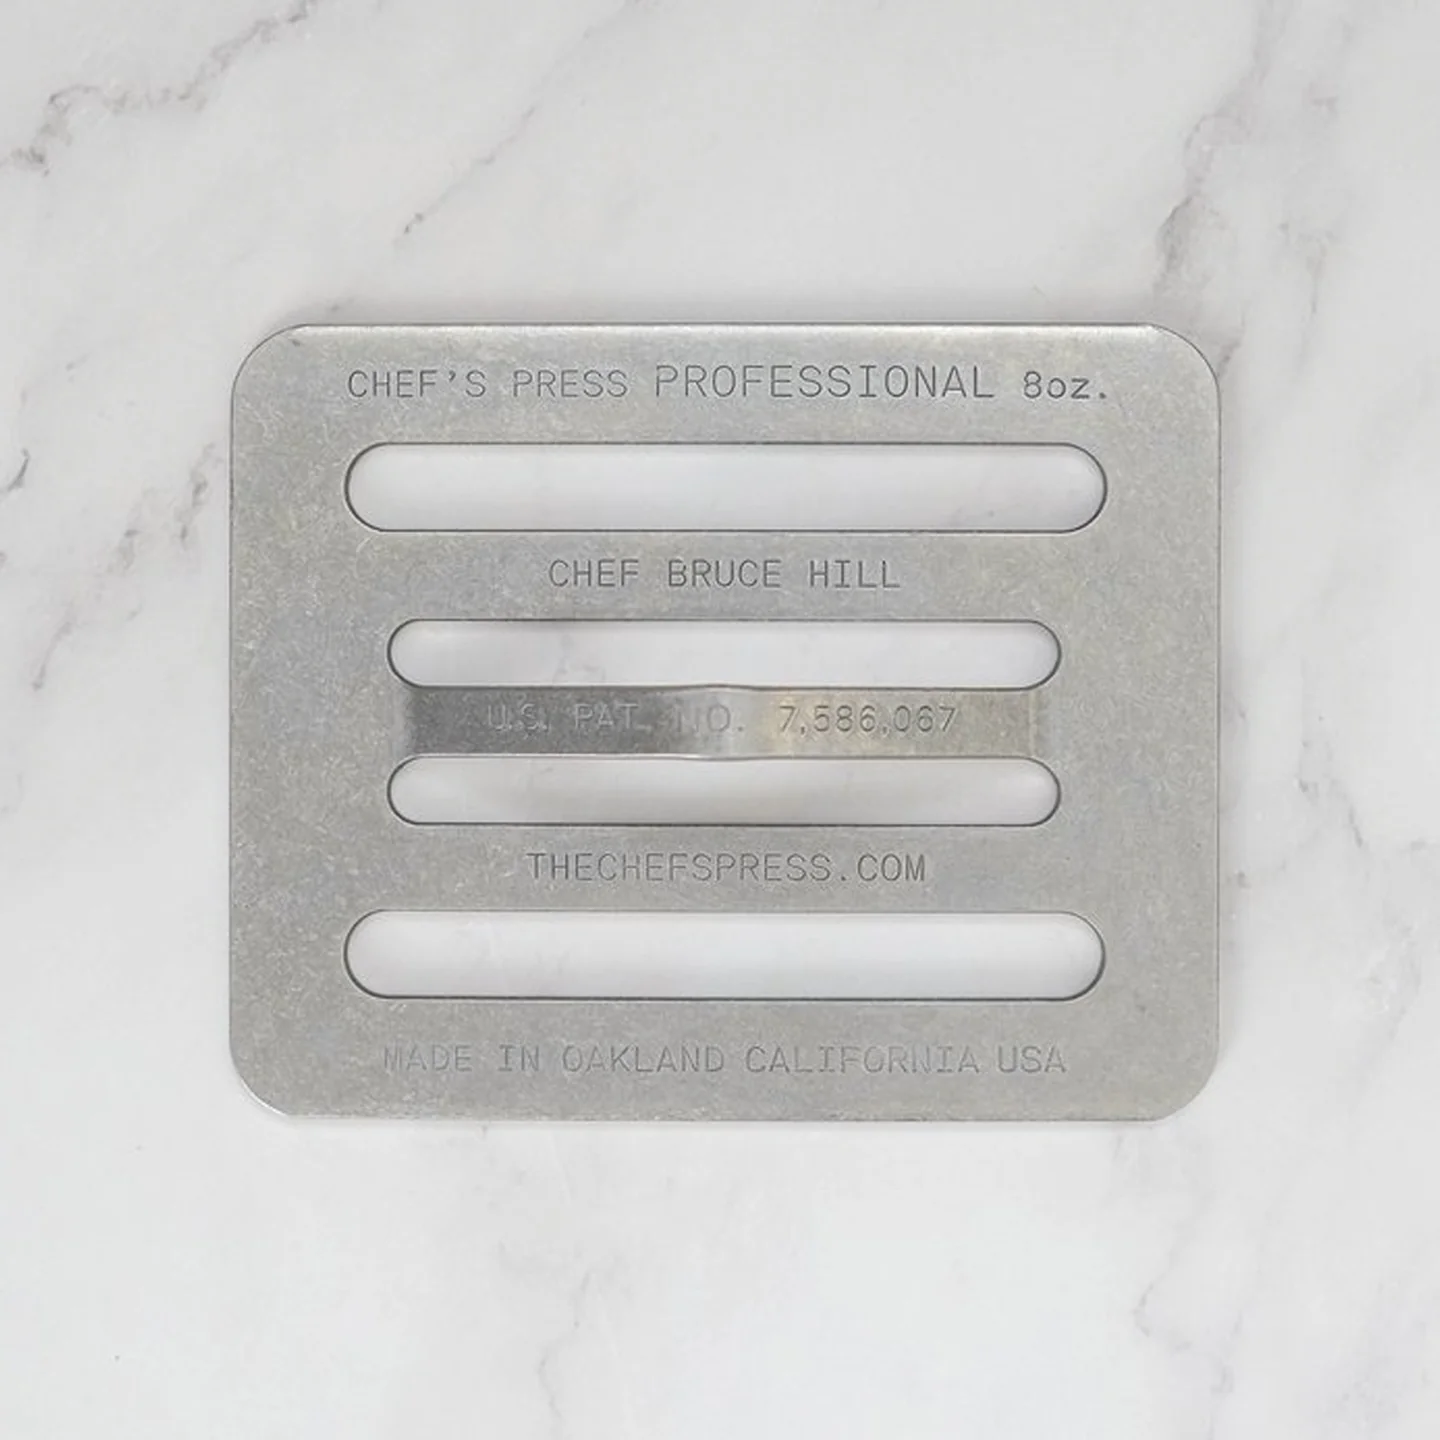 CHEF'S PRESS PROFESSIONAL 8oz.
CHEF BRUCE HILL
U.S. PAT. NO. 7,586,067
THECHEFSPRESS.COM
MADE IN OAKLAND CALIFORNIA USA